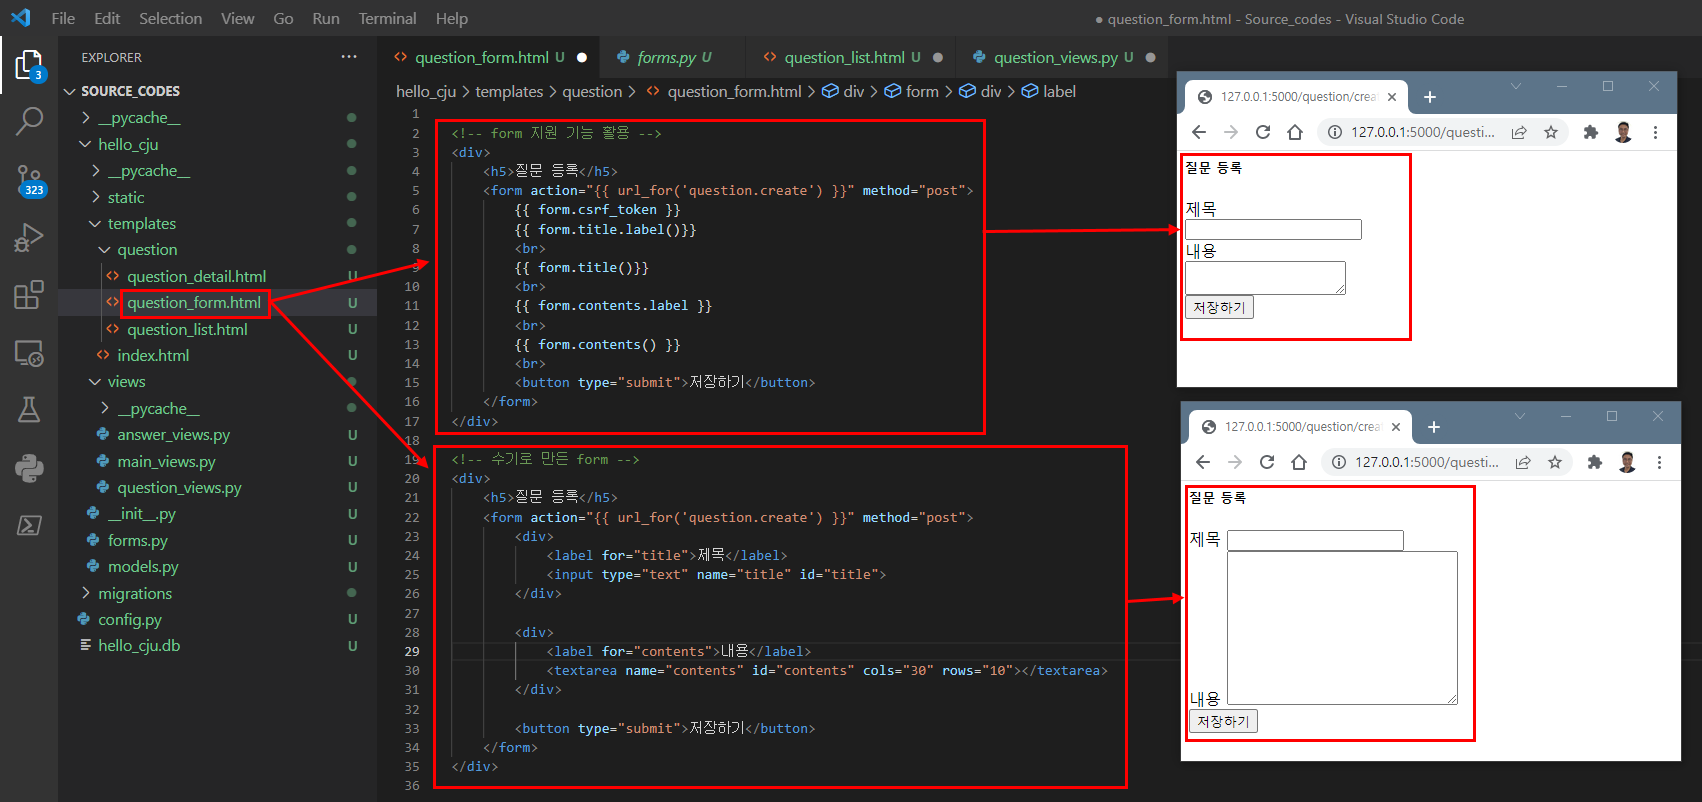 File Edit Selection View Go Run Terminal Help
● question_form.html - Source_codes - Visual Studio Code
EXPLORER ...
SOURCE_CODES
__pycache__
hello_cju
__pycache__
static
templates
question
question_detail.html U
question_form.html U
question_list.html U
index.html U
views
__pycache__
answer_views.py U
main_views.py U
question_views.py U
__init__.py U
forms.py U
models.py U
migrations
config.py U
hello_cju.db U
3
323
question_form.html U forms.py U question_list.html U question_views.py U
hello_cju > templates > question > question_form.html > div > form > div > label
1
2 <!-- form 지원 기능 활용 -->
3 <div>
4 <h5>질문 등록</h5>
5 <form action="{{ url_for('question.create') }}" method="post">
6 {{ form.csrf_token }}
7 {{ form.title.label()}}
8 <br>
9 {{ form.title()}}
10 <br>
11 {{ form.contents.label }}
12 <br>
13 {{ form.contents() }}
14 <br>
15 <button type="submit">저장하기</button>
16 </form>
17 </div>
18
19 <!-- 수기로 만든 form -->
20 <div>
21 <h5>질문 등록</h5>
22 <form action="{{ url_for('question.create') }}" method="post">
23 <div>
24 <label for="title">제목</label>
25 <input type="text" name="title" id="title">
26 </div>
27
28 <div>
29 <label for="contents">내용</label>
30 <textarea name="contents" id="contents" cols="30" rows="10"></textarea>
31 </div>
32
33 <button type="submit">저장하기</button>
34 </form>
35 </div>
36
127.0.0.1:5000/question/crea
127.0.0.1:5000/questi...
질문 등록
제목
내용
저장하기
127.0.0.1:5000/question/crea
127.0.0.1:5000/questi...
질문 등록
제목
내용
저장하기